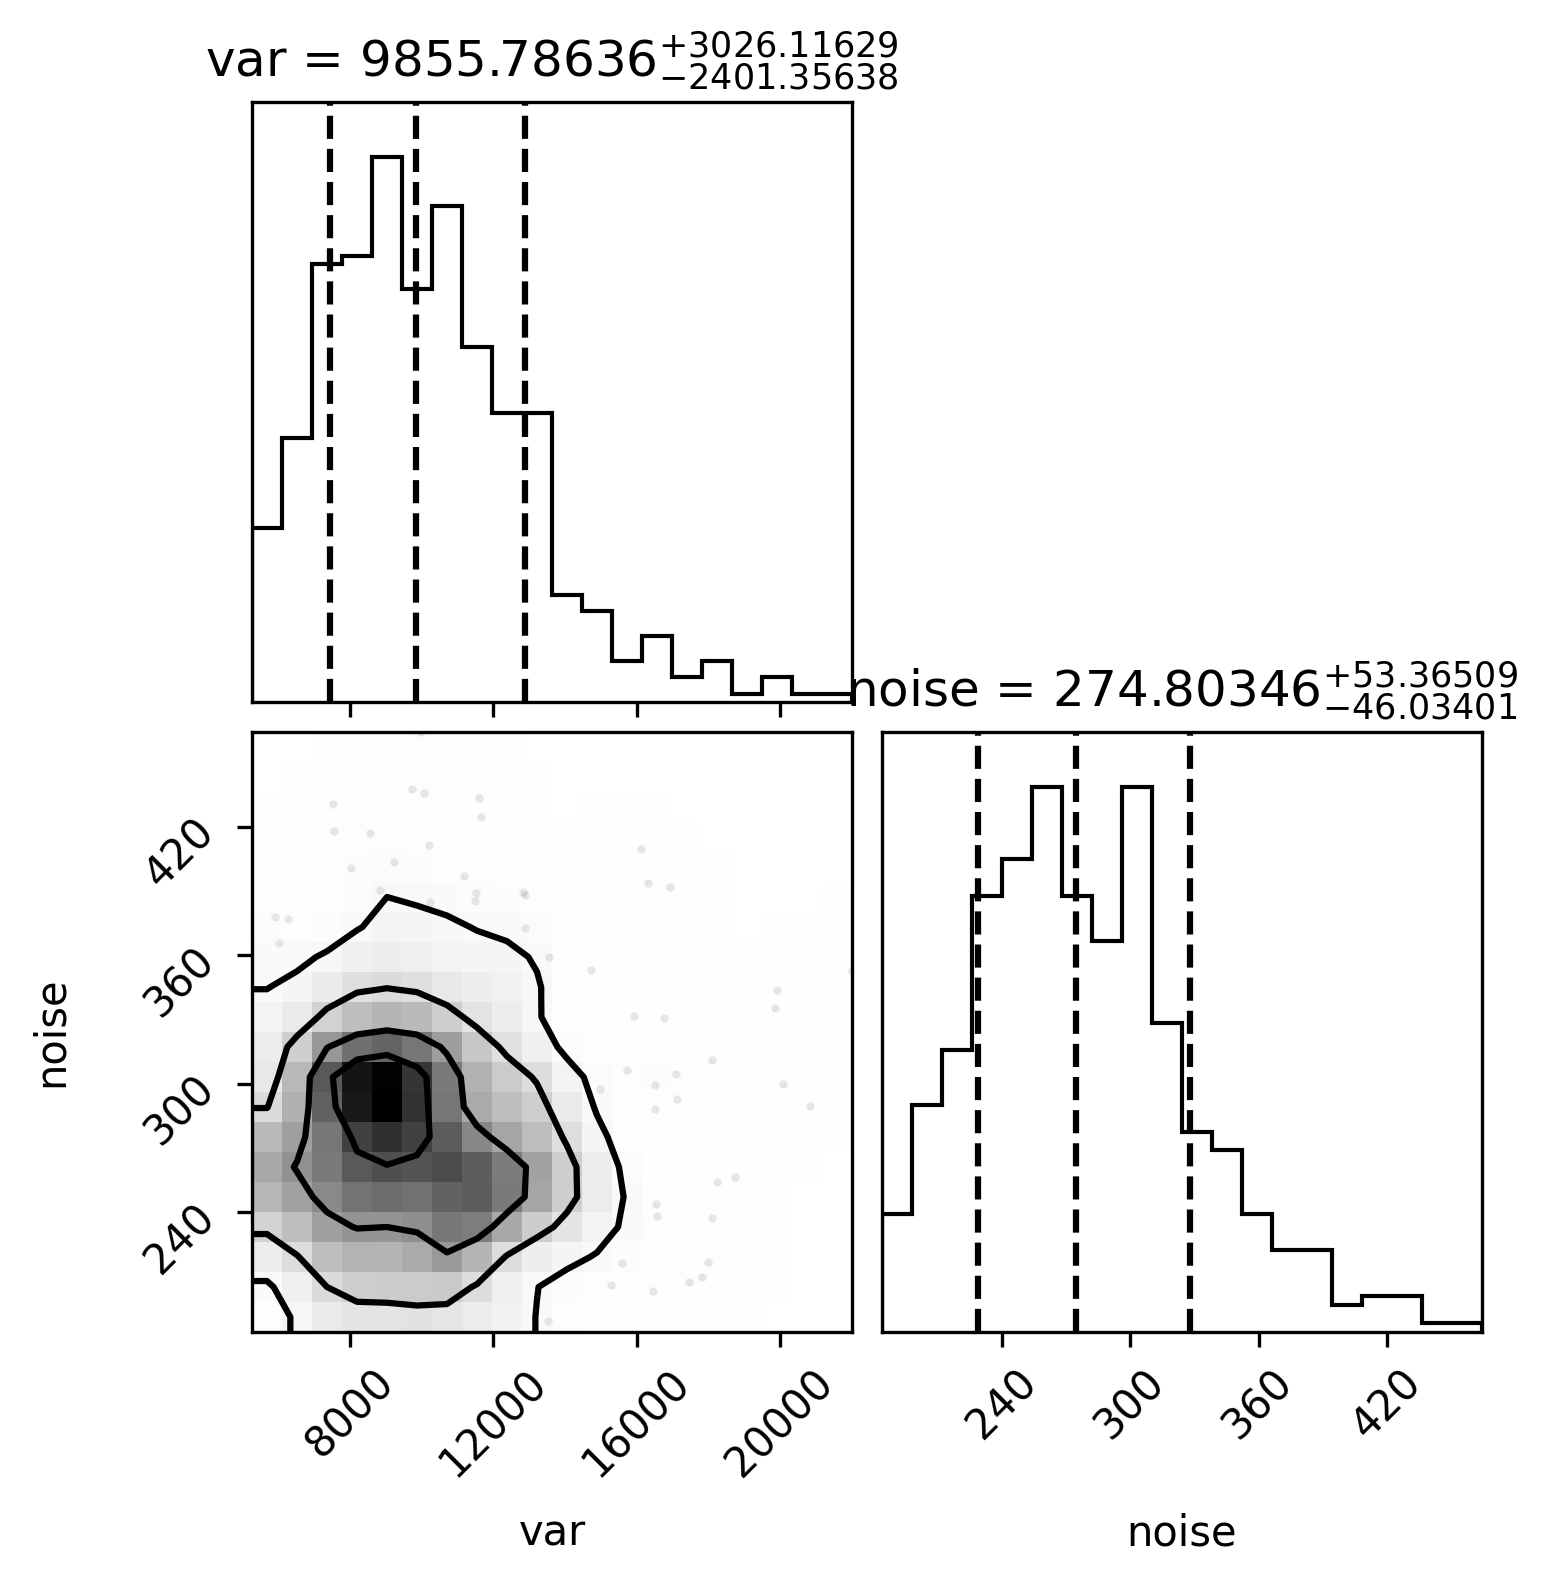 var = 9855.78636+3026.11629−2401.35638
noise = 274.80346+53.36509−46.03401
420
360
300
240
noise
8000 12000 16000 20000
240 300 360 420
var
noise